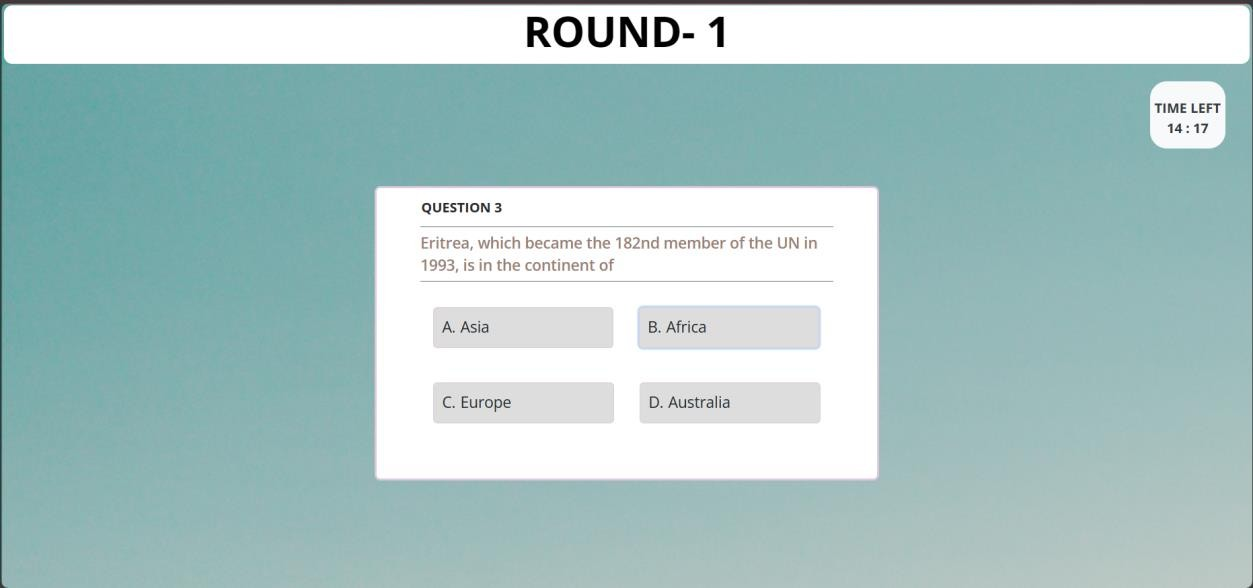 ROUND- 1
TIME LEFT
14 : 17
QUESTION 3
Eritrea, which became the 182nd member of the UN in
1993, is in the continent of
A. Asia
B. Africa
C. Europe
D. Australia